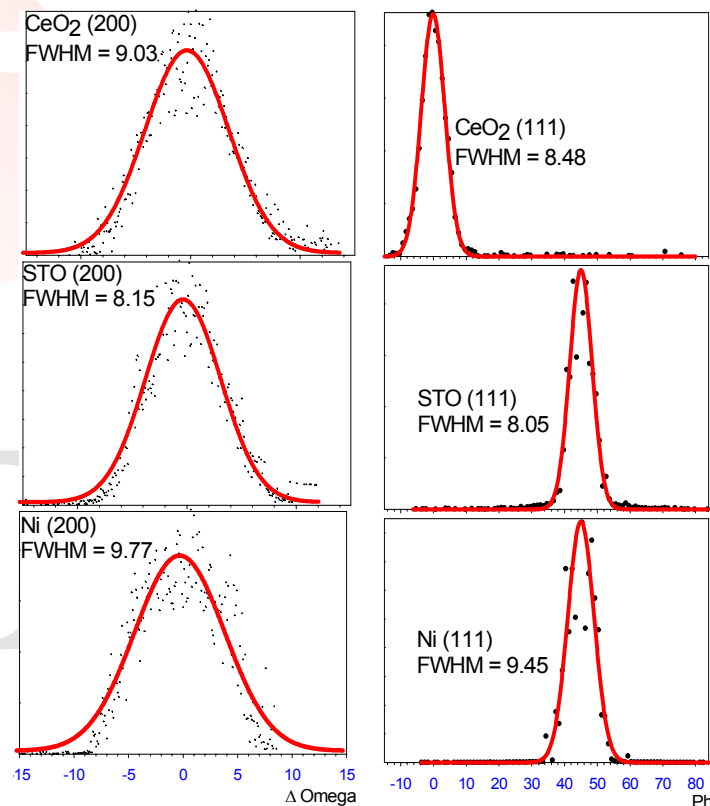 CeO2 (200)
FWHM = 9.03
CeO2 (111)
FWHM = 8.48
STO (200)
FWHM = 8.15
STO (111)
FWHM = 8.05
Ni (200)
FWHM = 9.77
Ni (111)
FWHM = 9.45
15 -10 -5 0 5 10 15
Δ Omega
-10 0 10 20 30 40 50 60 70 80
Ph